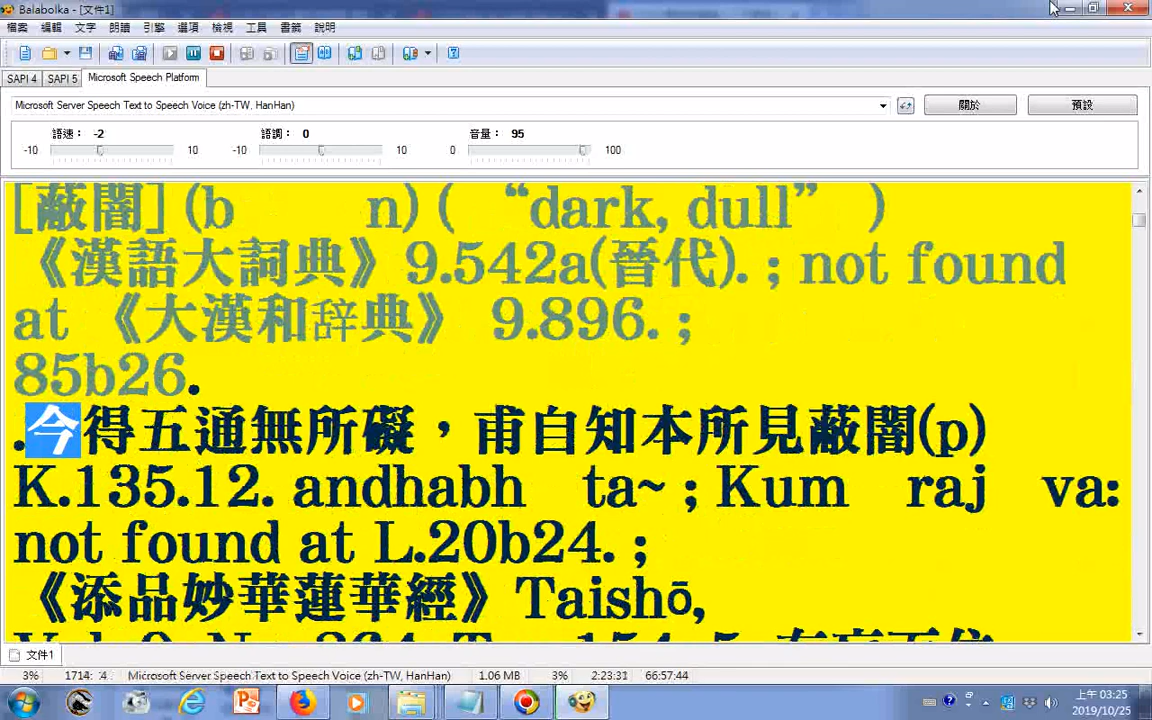 Balabolka - [文件1]
檔案 編輯 文字 朗讀 引擎 選項 檢視 工具 書籤 說明
SAPI 4 SAPI 5 Microsoft Speech Platform
Microsoft Server Speech Text to Speech Voice (zh-TW, HanHan) 關於 預設
語速： -2 語調： 0 音量： 95
-10 10 -10 10 0 100
[蔽闇] (b n) ( “dark, dull” )
《漢語大詞典》 9.542a(晉代). ; not found
at 《大漢和辞典》 9.896. ;
85b26.
.今得五通無所礙，甫自知本所見蔽闇(p)
K.135.12. andhabh ta~ ; Kum raj va:
not found at L.20b24. ;
《添品妙華蓮華經》 Taishō,
文件1
3% 1714: 4. Microsoft Server Speech Text to Speech Voice (zh-TW, HanHan) 1.06 MB 3% 2:23:31 66:57:44
上午 03:25
2019/10/25